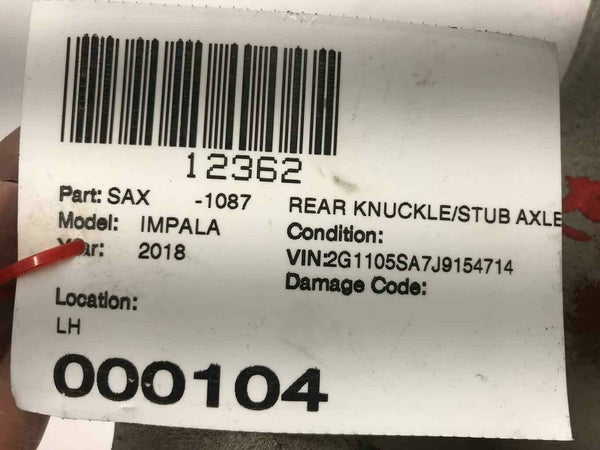 12362
Part: SAX -1087 REAR KNUCKLE/STUB AXLE
Model: IMPALA Condition:
Year: 2018 VIN:2G1105SA7J9154714
Damage Code:
Location:
LH
000104